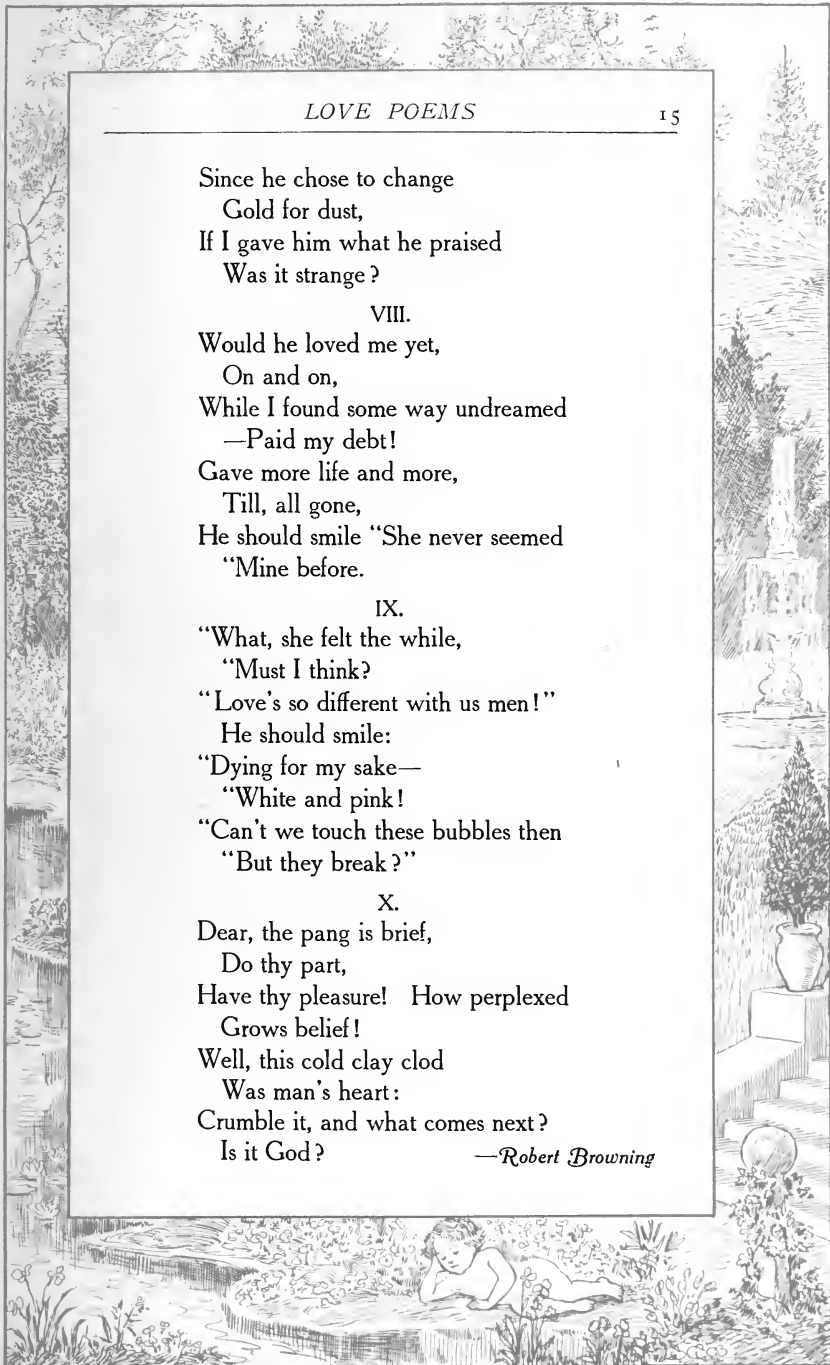 LOVE POEMS 15
Since he chose to change
Gold for dust,
If I gave him what he praised
Was it strange?
VIII.
Would he loved me yet,
On and on,
While I found some way undreamed
—Paid my debt!
Gave more life and more,
Till, all gone,
He should smile “She never seemed
“Mine before.
IX.
“What, she felt the while,
“Must I think?
“Love's so different with us men!”
He should smile:
“Dying for my sake—
“White and pink!
“Can't we touch these bubbles then
“But they break?”
X.
Dear, the pang is brief,
Do thy part,
Have thy pleasure! How perplexed
Grows belief!
Well, this cold clay clod
Was man's heart:
Crumble it, and what comes next?
Is it God? —Robert Browning